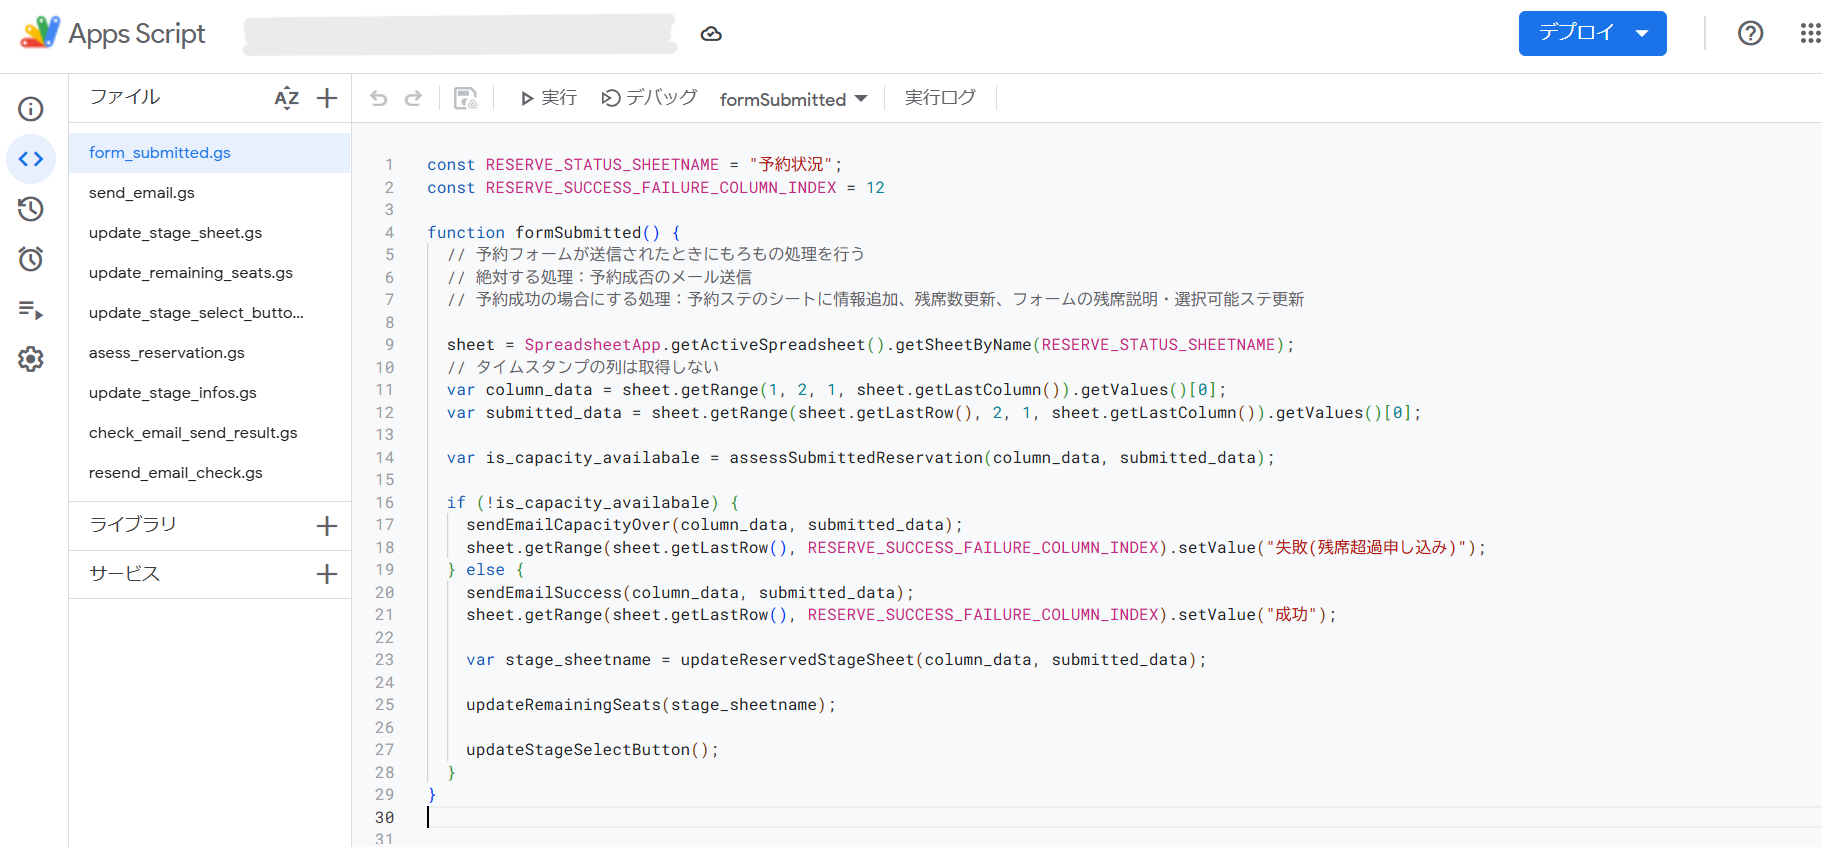 Apps Script
デプロイ
ファイル
AZ
実行
デバッグ
formSubmitted
実行ログ
form_submitted.gs
send_email.gs
update_stage_sheet.gs
update_remaining_seats.gs
update_stage_select_butto...
asess_reservation.gs
update_stage_infos.gs
check_email_send_result.gs
resend_email_check.gs
ライブラリ
サービス
1 const RESERVE_STATUS_SHEETNAME = "予約状況";
2 const RESERVE_SUCCESS_FAILURE_COLUMN_INDEX = 12
3
4 function formSubmitted() {
5 // 予約フォームが送信されたときにもろもの処理を行う
6 // 絶対する処理：予約成否のメール送信
7 // 予約成功の場合にする処理：予約ステのシートに情報追加、残席数更新、フォームの残席説明・選択可能ステ更新
8
9 sheet = SpreadsheetApp.getActiveSpreadsheet().getSheetByName(RESERVE_STATUS_SHEETNAME);
10 // タイムスタンプの列は取得しない
11 var column_data = sheet.getRange(1, 2, 1, sheet.getLastColumn()).getValues()[0];
12 var submitted_data = sheet.getRange(sheet.getLastRow(), 2, 1, sheet.getLastColumn()).getValues()[0];
13
14 var is_capacity_availabale = assessSubmittedReservation(column_data, submitted_data);
15
16 if (!is_capacity_availabale) {
17 sendEmailCapacityOver(column_data, submitted_data);
18 sheet.getRange(sheet.getLastRow(), RESERVE_SUCCESS_FAILURE_COLUMN_INDEX).setValue("失敗(残席超過申し込み)");
19 } else {
20 sendEmailSuccess(column_data, submitted_data);
21 sheet.getRange(sheet.getLastRow(), RESERVE_SUCCESS_FAILURE_COLUMN_INDEX).setValue("成功");
22
23 var stage_sheetname = updateReservedStageSheet(column_data, submitted_data);
24
25 updateRemainingSeats(stage_sheetname);
26
27 updateStageSelectButton();
28 }
29 }
30
31